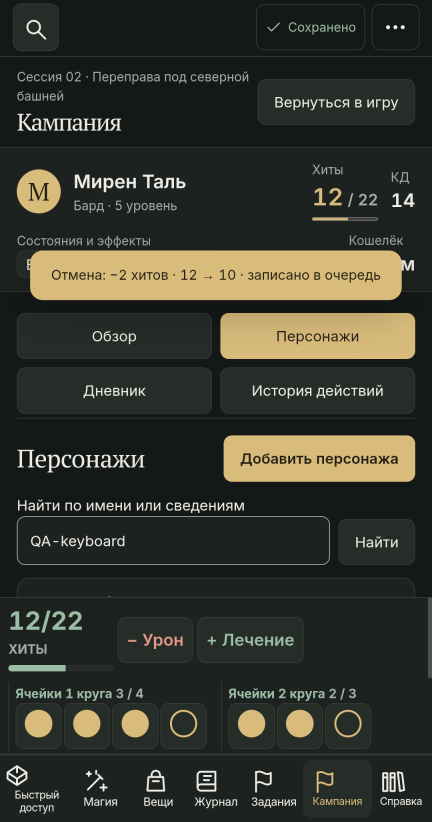 Сохранено
Сессия 02 · Переправа под северной
башней
Кампания
Вернуться в игру
М
Мирен Таль
Бард · 5 уровень
Хиты
12 / 22
КД
14
Состояния и эффекты
Кошелёк
Отмена: −2 хитов · 12 → 10 · записано в очередь
м
Обзор
Персонажи
Дневник
История действий
Персонажи
Добавить персонажа
Найти по имени или сведениям
QA-keyboard
Найти
12/22
ХИТЫ
− Урон
+ Лечение
Ячейки 1 круга 3 / 4
Ячейки 2 круга 2 / 3
Быстрый
доступ
Магия
Вещи
Журнал
Задания
Кампания
Справка